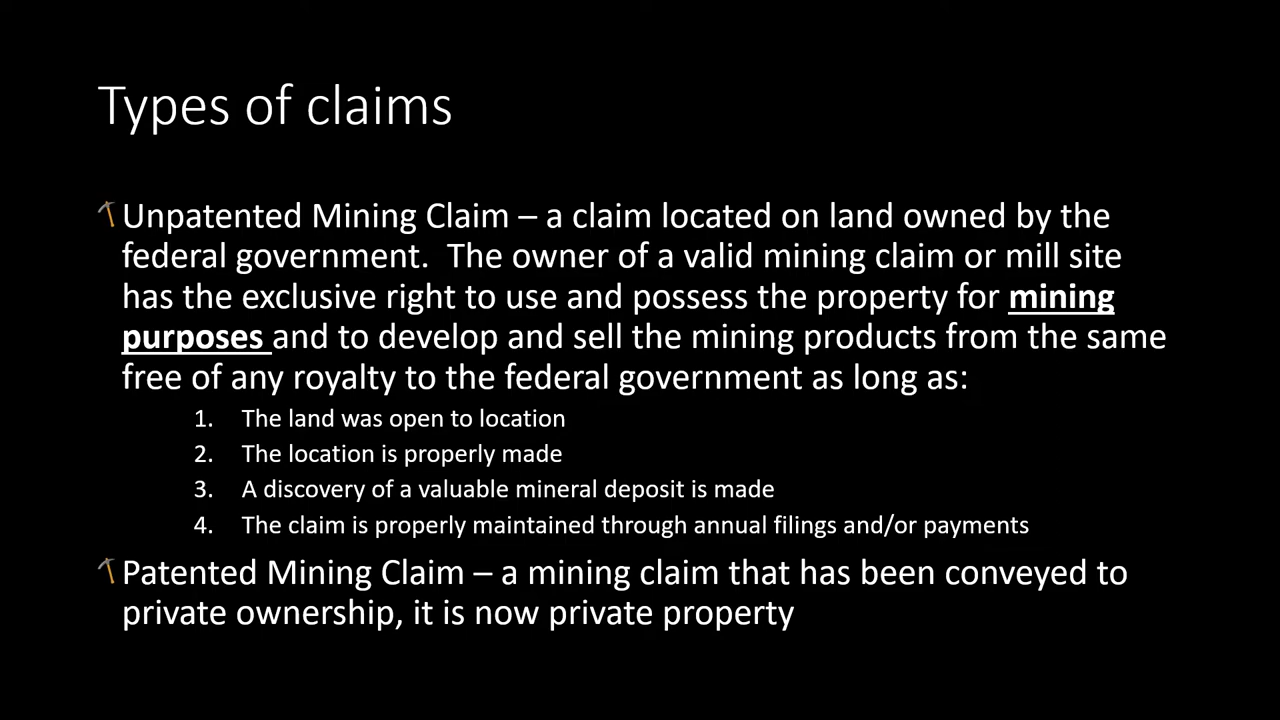 Types of claims
Unpatented Mining Claim – a claim located on land owned by the
federal government.  The owner of a valid mining claim or mill site
has the exclusive right to use and possess the property for mining
purposes and to develop and sell the mining products from the same
free of any royalty to the federal government as long as:
1. The land was open to location
2. The location is properly made
3. A discovery of a valuable mineral deposit is made
4. The claim is properly maintained through annual filings and/or payments
Patented Mining Claim – a mining claim that has been conveyed to
private ownership, it is now private property